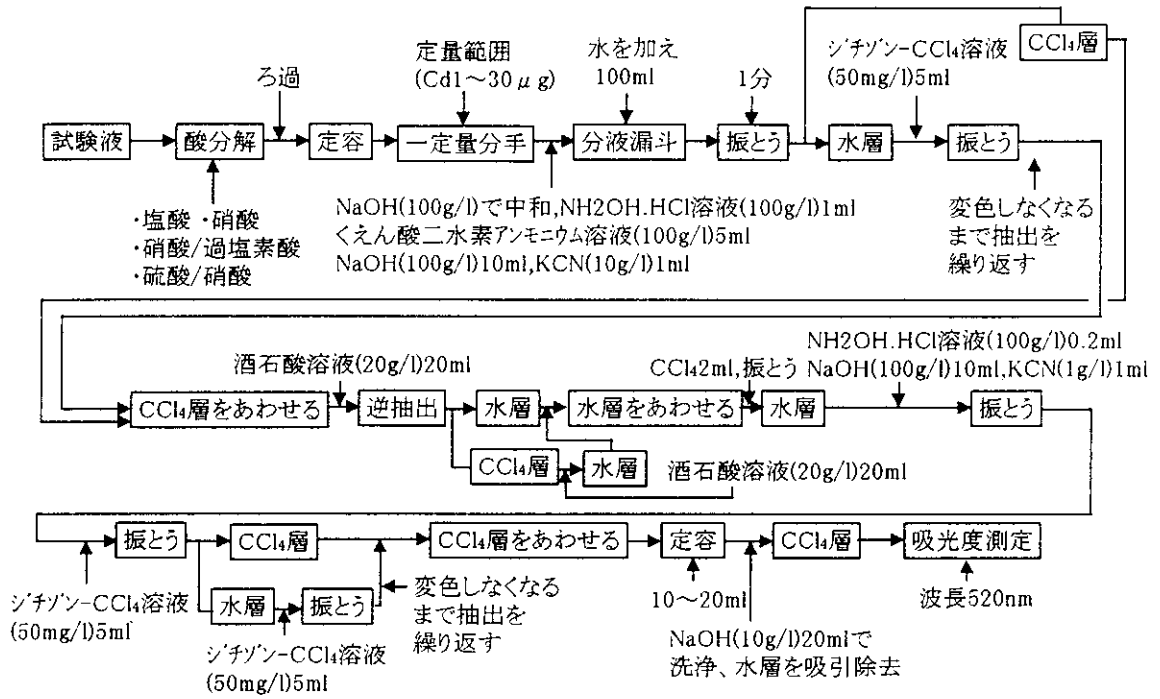 定量範囲
(Cd1～30μg)
水を加え
100ml
ジチゾン-CCl₄溶液
(50mg/l)5ml
CCl₄層
ろ過
1分
試験液
酸分解
定容
一定量分手
分液漏斗
振とう
水層
振とう
・塩酸 ・硝酸
・硝酸/過塩素酸
・硫酸/硝酸
NaOH(100g/l)で中和,NH2OH.HCl溶液(100g/l)1ml
くえん酸二水素アンモニウム溶液(100g/l)5ml
NaOH(100g/l)10ml,KCN(10g/l)1ml
変色しなくなる
まで抽出を
繰り返す
酒石酸溶液(20g/l)20ml
CCl₄2ml,振とう
NH2OH.HCl溶液(100g/l)0.2ml
NaOH(100g/l)10ml,KCN(1g/l)1ml
CCl₄層をあわせる
逆抽出
水層
水層をあわせる
水層
振とう
CCl₄層
水層
酒石酸溶液(20g/l)20ml
振とう
CCl₄層
CCl₄層をあわせる
定容
CCl₄層
吸光度測定
ジチゾン-CCl₄溶液
(50mg/l)5ml
水層
振とう
変色しなくなる
まで抽出を
繰り返す
10～20ml
波長520nm
ジチゾン-CCl₄溶液
(50mg/l)5ml
NaOH(10g/l)20mlで
洗浄、水層を吸引除去